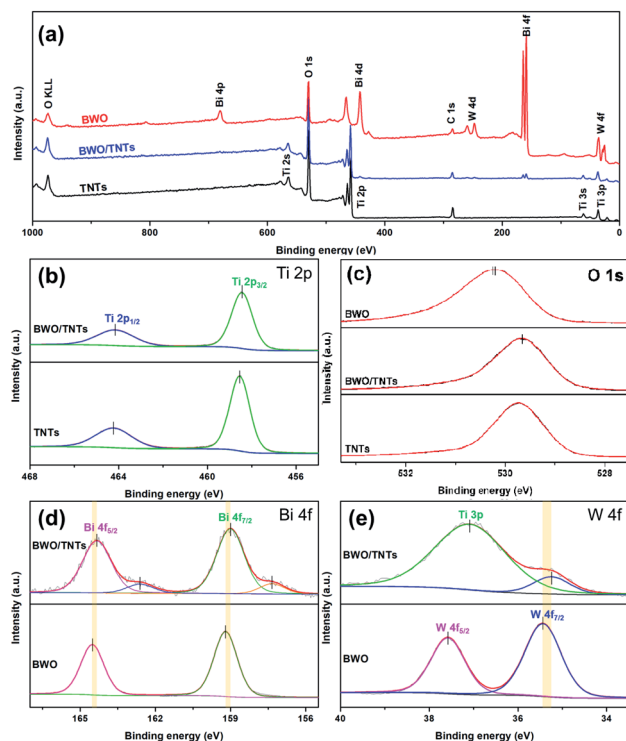 (a)
O KLL
Bi 4p
O 1s
Bi 4d
C 1s
W 4d
Bi 4f
W 4f
BWO
BWO/TNTs
TNTs
Ti 2s
Ti 2p
Ti 3s
Ti 3p
Intensity (a.u.)
1000 800 600 400 200 0
Binding energy (eV)
(b)
Ti 2p
Ti 2p3/2
Ti 2p1/2
BWO/TNTs
TNTs
Intensity (a.u.)
468 464 460 456
Binding energy (eV)
(c)
O 1s
BWO
BWO/TNTs
TNTs
Intensity (a.u.)
532 530 528
Binding energy (eV)
(d)
Bi 4f
Bi 4f5/2
Bi 4f7/2
BWO/TNTs
BWO
Intensity (a.u.)
165 162 159 156
Binding energy (eV)
(e)
W 4f
Ti 3p
BWO/TNTs
W 4f5/2
W 4f7/2
BWO
Intensity (a.u.)
40 38 36 34
Binding energy (eV)